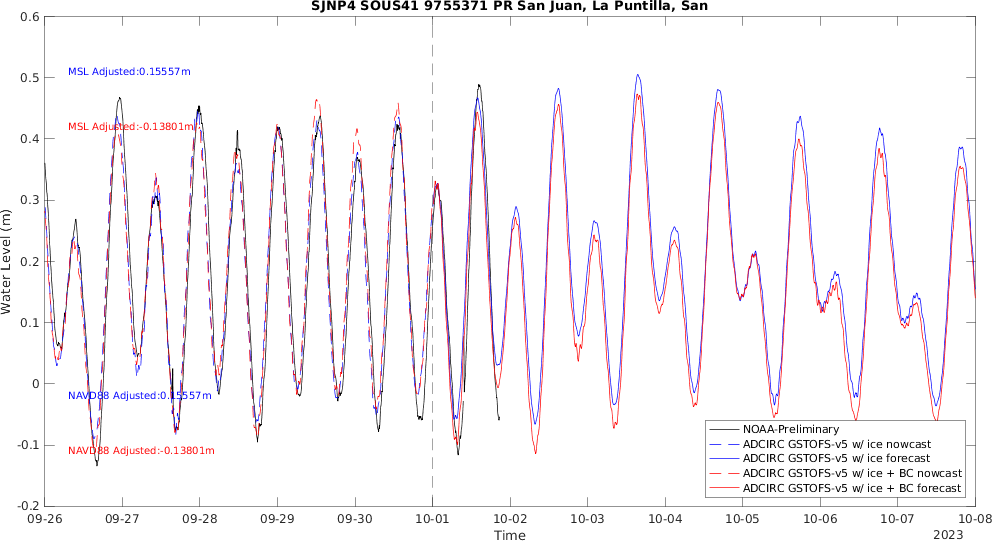 SJNP4 SOUS41 9755371 PR San Juan, La Puntilla, San
Water Level (m)
0.6
0.5
0.4
0.3
0.2
0.1
0
-0.1
-0.2
MSL Adjusted:0.15557m
MSL Adjusted:-0.13801m
NAVD88 Adjusted:0.15557m
NAVD88 Adjusted:-0.13801m
NOAA-Preliminary
ADCIRC GSTOFS-v5 w/ ice nowcast
ADCIRC GSTOFS-v5 w/ ice forecast
ADCIRC GSTOFS-v5 w/ ice + BC nowcast
ADCIRC GSTOFS-v5 w/ ice + BC forecast
09-26 09-27 09-28 09-29 09-30 10-01 10-02 10-03 10-04 10-05 10-06 10-07 10-08
Time
2023